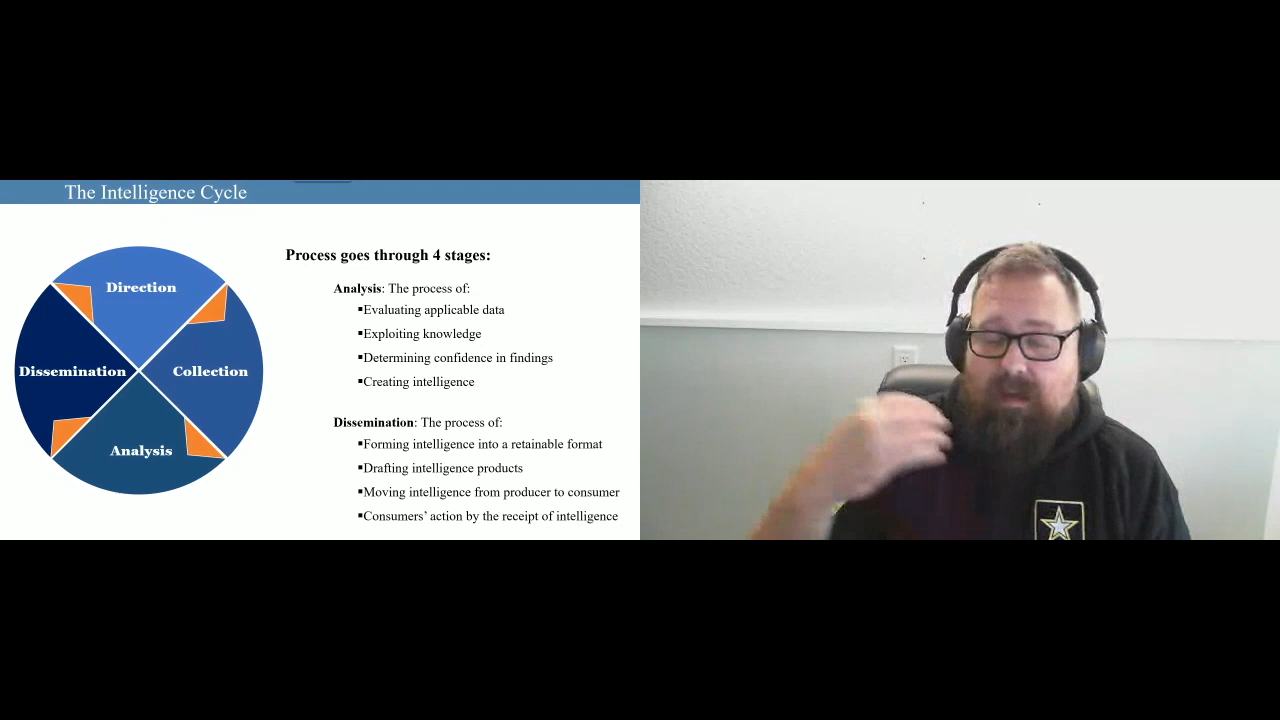 The Intelligence Cycle
Direction
Dissemination
Collection
Analysis
Process goes through 4 stages:
Analysis: The process of:
▪Evaluating applicable data
▪Exploiting knowledge
▪Determining confidence in findings
▪Creating intelligence
Dissemination: The process of:
▪Forming intelligence into a retainable format
▪Drafting intelligence products
▪Moving intelligence from producer to consumer
▪Consumers’ action by the receipt of intelligence